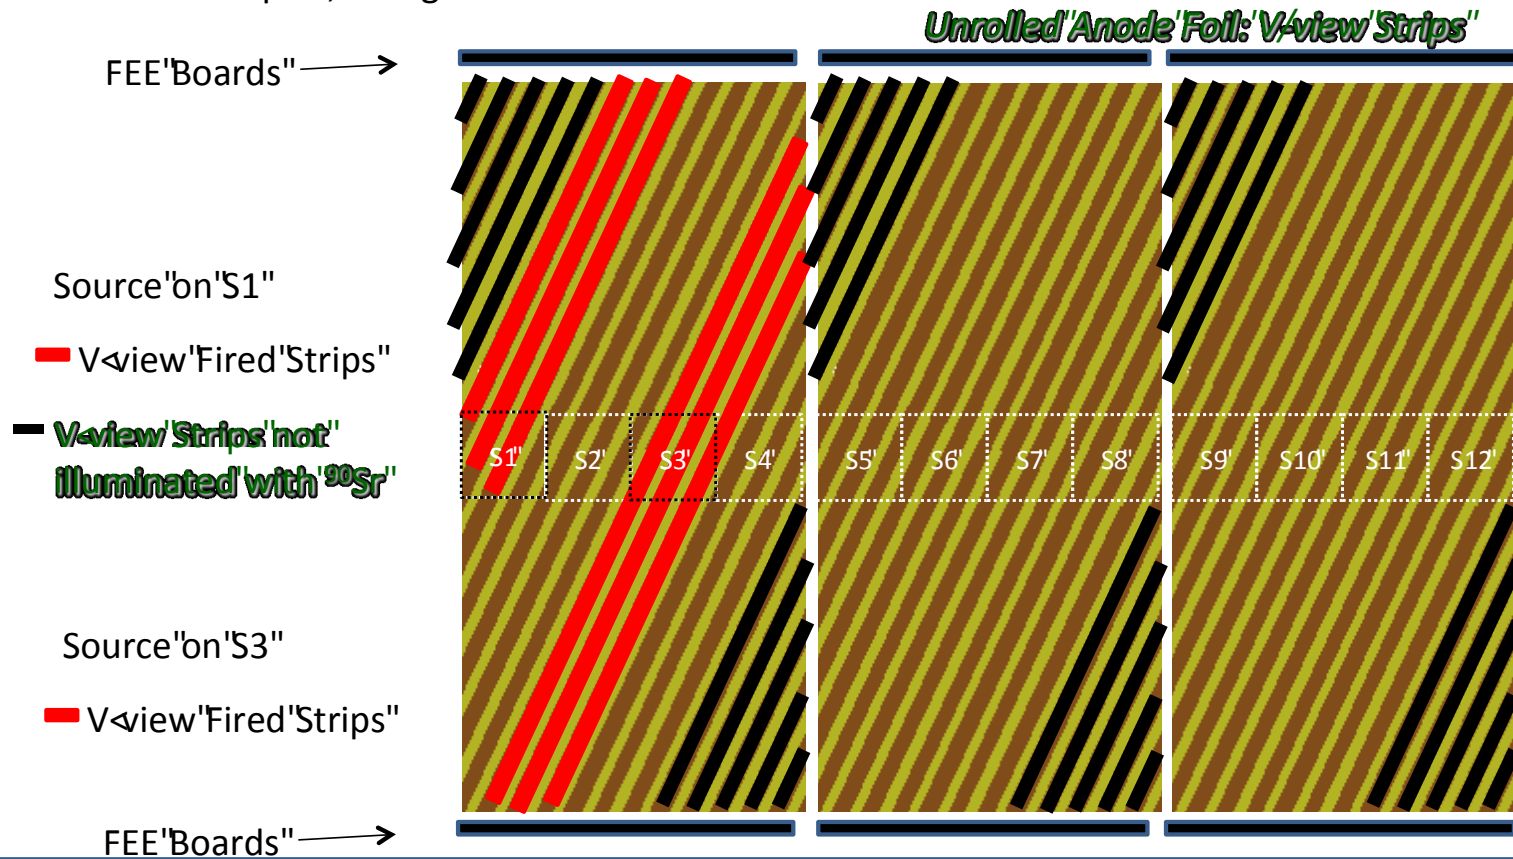 Unrolled"Anode"Foil:"V-view"Strips"
FEE"Boards"
Source"on"S1"
V<view"Fired"Strips"
V-view"Strips"not"
illuminated"with"⁹⁰Sr"
S1" S2' S3' S4' S5' S6' S7' S8' S9' S10' S11' S12'
Source"on"S3"
V<view"Fired"Strips"
FEE"Boards"